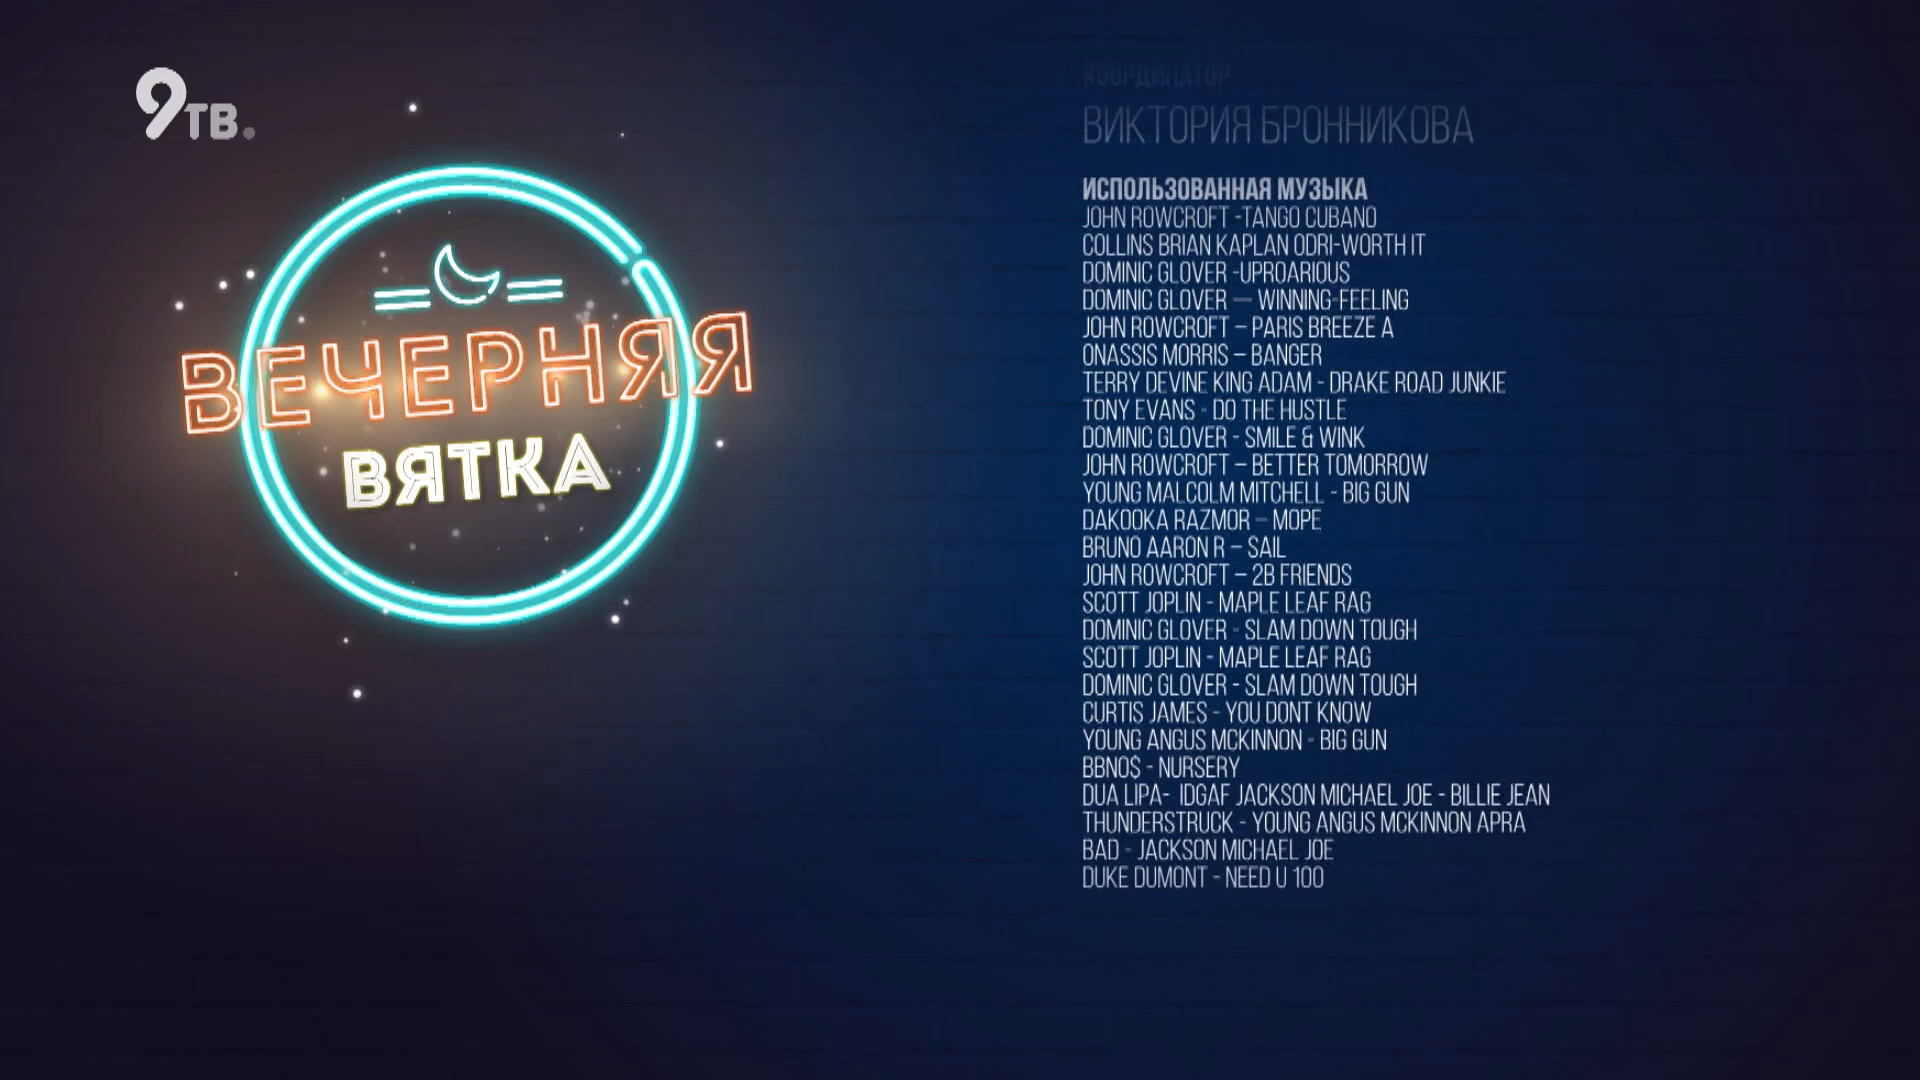 9ТВ.
ВЕЧЕРНЯЯ
ВЯТКА
КООРДИНАТОР
ВИКТОРИЯ БРОННИКОВА
ИСПОЛЬЗОВАННАЯ МУЗЫКА
JOHN ROWCROFT -TANGO CUBANO
COLLINS BRIAN KAPLAN ODRI-WORTH IT
DOMINIC GLOVER -UPROARIOUS
DOMINIC GLOVER — WINNING-FEELING
JOHN ROWCROFT – PARIS BREEZE A
ONASSIS MORRIS – BANGER
TERRY DEVINE KING ADAM - DRAKE ROAD JUNKIE
TONY EVANS - DO THE HUSTLE
DOMINIC GLOVER - SMILE & WINK
JOHN ROWCROFT – BETTER TOMORROW
YOUNG MALCOLM MITCHELL - BIG GUN
DAKOOKA RAZMOR – МОРЕ
BRUNO AARON R – SAIL
JOHN ROWCROFT – 2B FRIENDS
SCOTT JOPLIN - MAPLE LEAF RAG
DOMINIC GLOVER - SLAM DOWN TOUGH
SCOTT JOPLIN - MAPLE LEAF RAG
DOMINIC GLOVER - SLAM DOWN TOUGH
CURTIS JAMES - YOU DONT KNOW
YOUNG ANGUS MCKINNON - BIG GUN
BBNO$ - NURSERY
DUA LIPA- IDGAF JACKSON MICHAEL JOE - BILLIE JEAN
THUNDERSTRUCK - YOUNG ANGUS MCKINNON APRA
BAD - JACKSON MICHAEL JOE
DUKE DUMONT - NEED U 100